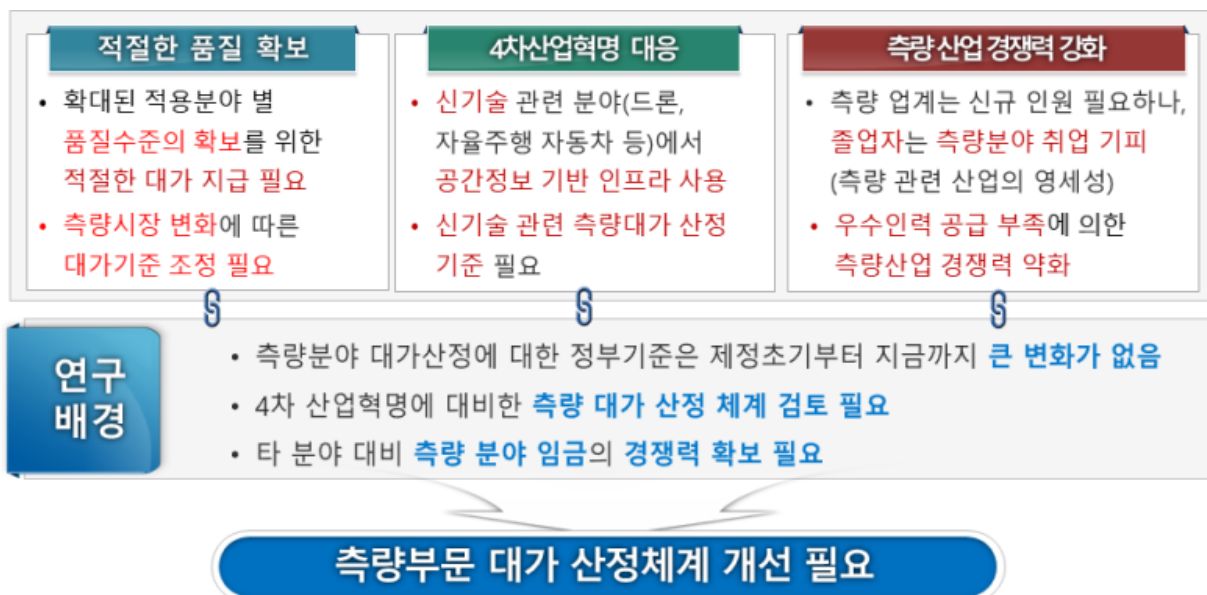 적절한 품질 확보
• 확대된 적용분야 별
품질수준의 확보를 위한
적절한 대가 지급 필요
• 측량시장 변화에 따른
대가기준 조정 필요
4차산업혁명 대응
• 신기술 관련 분야(드론,
자율주행 자동차 등)에서
공간정보 기반 인프라 사용
• 신기술 관련 측량대가 산정
기준 필요
측량 산업 경쟁력 강화
• 측량 업계는 신규 인원 필요하나,
졸업자는 측량분야 취업 기피
(측량 관련 산업의 영세성)
• 우수인력 공급 부족에 의한
측량산업 경쟁력 약화
연구
배경
• 측량분야 대가산정에 대한 정부기준은 제정초기부터 지금까지 큰 변화가 없음
• 4차 산업혁명에 대비한 측량 대가 산정 체계 검토 필요
• 타 분야 대비 측량 분야 임금의 경쟁력 확보 필요
측량부문 대가 산정체계 개선 필요